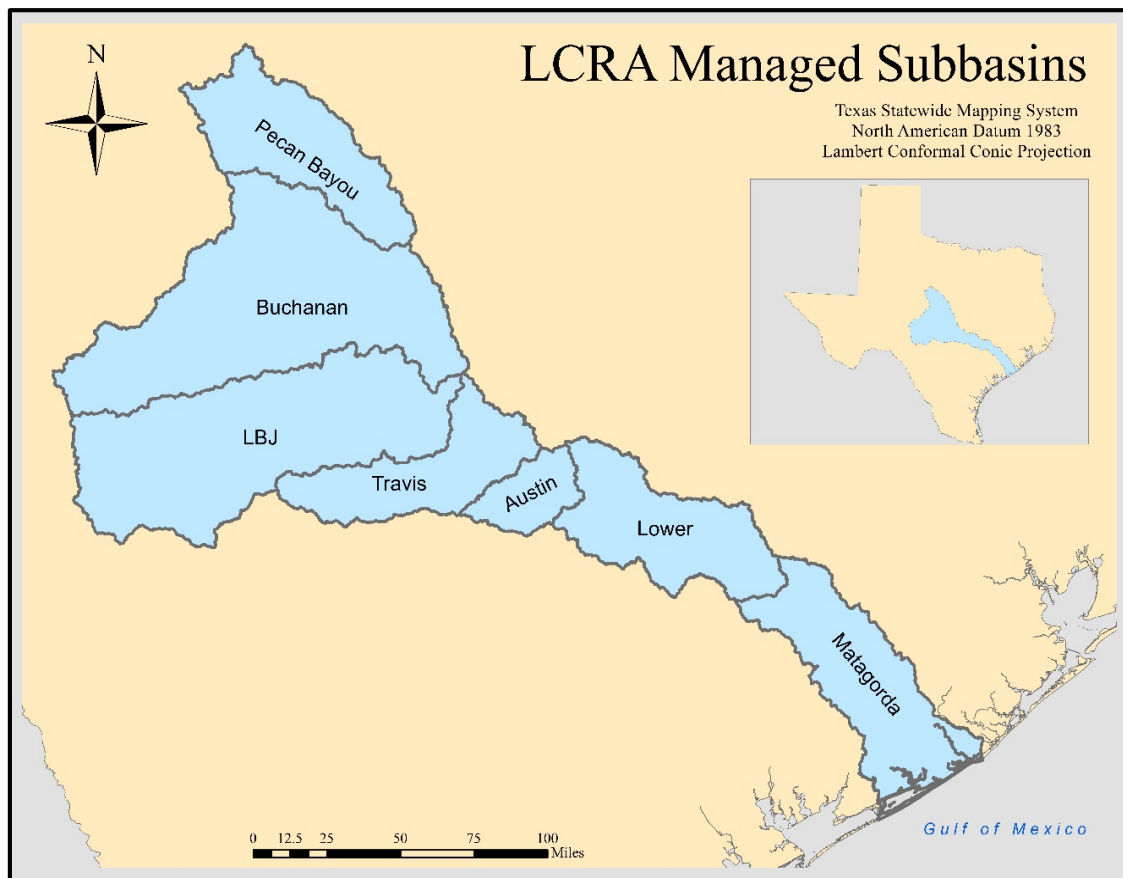 LCRA Managed Subbasins
Texas Statewide Mapping System
North American Datum 1983
Lambert Conformal Conic Projection
N
Pecan Bayou
Buchanan
LBJ
Travis
Austin
Lower
Matagorda
Gulf of Mexico
0 12.5 25 50 75 100
Miles